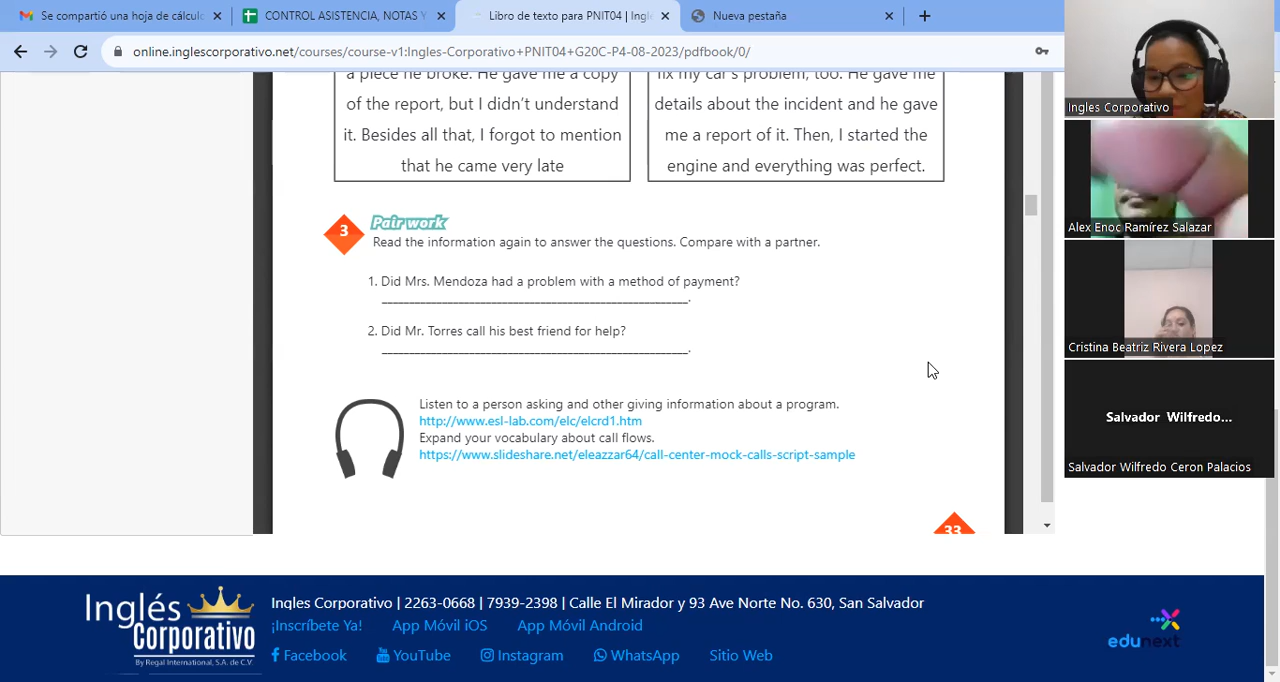 Se compartió una hoja de cálcul
CONTROL ASISTENCIA, NOTAS Y
Libro de texto para PNIT04 | Ingl
Nueva pestaña
online.inglescorporativo.net/courses/course-v1:Ingles-Corporativo+PNIT04+G20C-P4-08-2023/pdfbook/0/
a piece he broke. He gave me a copy
of the report, but I didn't understand
it. Besides all that, I forgot to mention
that he came very late
fix my car's problem, too. He gave me
details about the incident and he gave
me a report of it. Then, I started the
engine and everything was perfect.
3
Pair work
Read the information again to answer the questions. Compare with a partner.
1. Did Mrs. Mendoza had a problem with a method of payment?
2. Did Mr. Torres call his best friend for help?
Listen to a person asking and other giving information about a program.
http://www.esl-lab.com/elc/elcrd1.htm
Expand your vocabulary about call flows.
https://www.slideshare.net/eleazzar64/call-center-mock-calls-script-sample
33
Ingles Corporativo
Alex Enoc Ramírez Salazar
Cristina Beatriz Rivera Lopez
Salvador Wilfredo...
Salvador Wilfredo Ceron Palacios
Inglés
Corporativo
By Regal International, S.A. de C.V.
Ingles Corporativo | 2263-0668 | 7939-2398 | Calle El Mirador y 93 Ave Norte No. 630, San Salvador
¡Inscríbete Ya! App Móvil iOS App Móvil Android
Facebook YouTube Instagram WhatsApp Sitio Web
edunext